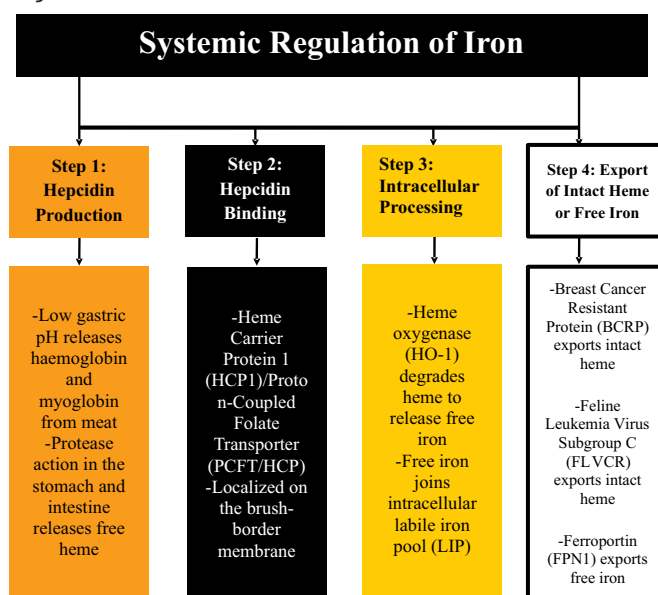 Systemic Regulation of Iron
Step 1:
Hepcidin
Production
Step 2:
Hepcidin
Binding
Step 3:
Intracellular
Processing
Step 4: Export
of Intact Heme
or Free Iron
-Low gastric
pH releases
haemoglobin
and
myoglobin
from meat
-Protease
action in the
stomach and
intestine
releases free
heme
-Heme
Carrier
Protein 1
(HCP1)/Proto
n-Coupled
Folate
Transporter
(PCFT/HCP)
-Localized on
the brush-
border
membrane
-Heme
oxygenase
(HO-1)
degrades
heme to
release free
iron
-Free iron
joins
intracellular
labile iron
pool (LIP)
-Breast Cancer
Resistant
Protein (BCRP)
exports intact
heme
-Feline
Leukemia Virus
Subgroup C
(FLVCR)
exports intact
heme
-Ferroportin
(FPN1) exports
free iron